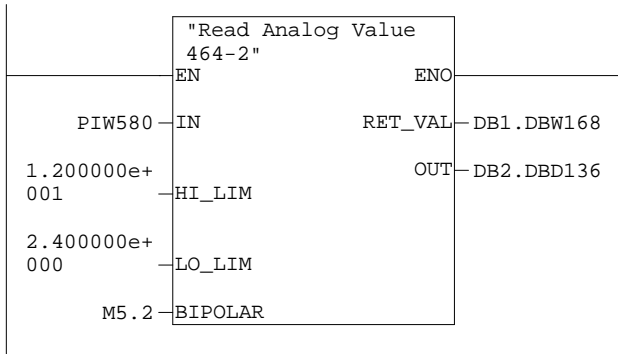 "Read Analog Value
464-2"
EN ENO
PIW580 IN RET_VAL DB1.DBW168
1.200000e+ OUT DB2.DBD136
001 HI_LIM
2.400000e+
000 LO_LIM
M5.2 BIPOLAR